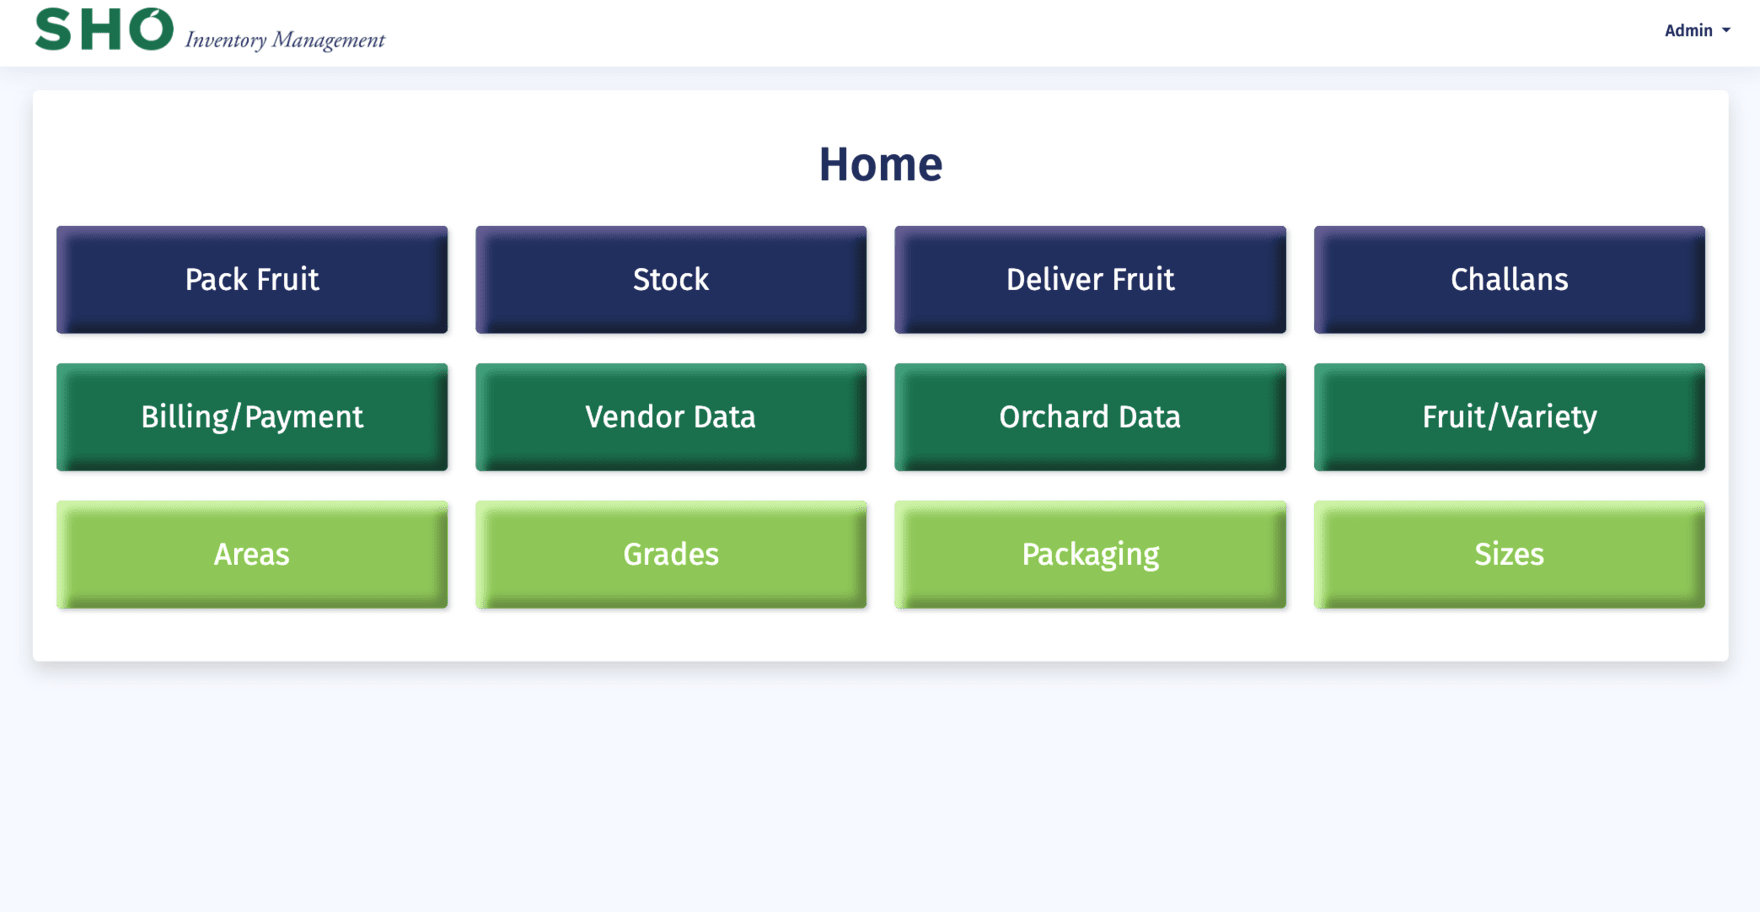 SHO Inventory Management
Admin
Home
Pack Fruit
Stock
Deliver Fruit
Challans
Billing/Payment
Vendor Data
Orchard Data
Fruit/Variety
Areas
Grades
Packaging
Sizes